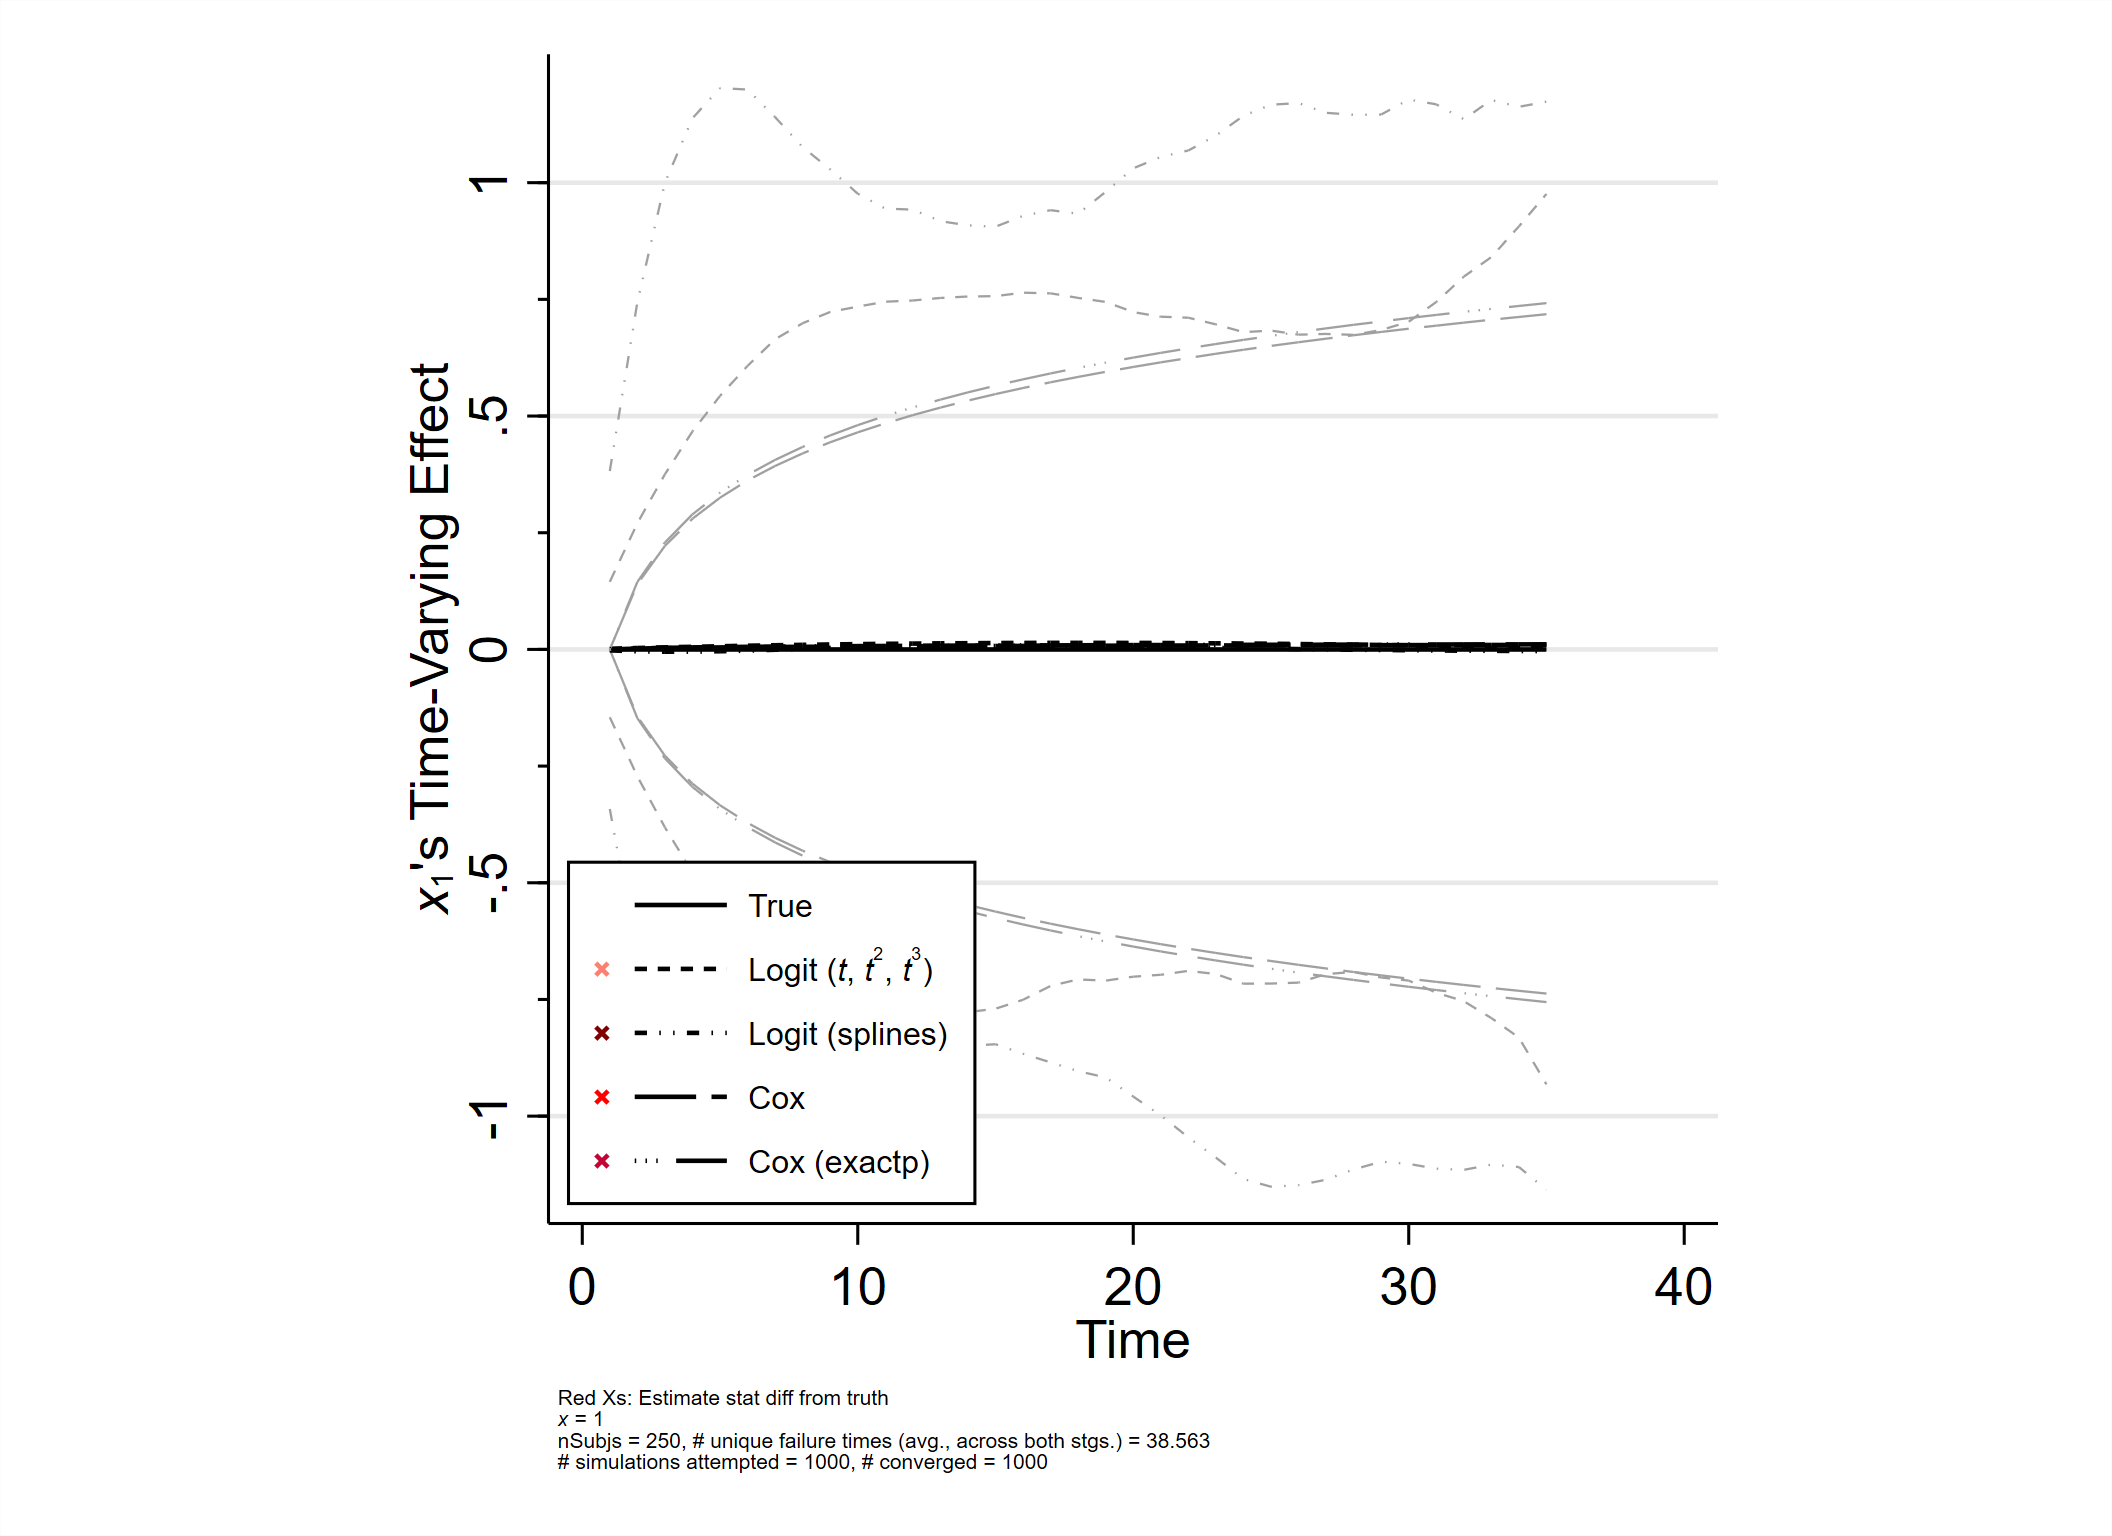 x₁'s Time-Varying Effect
1
.5
0
-.5
-1
True
Logit (t, t², t³)
Logit (splines)
Cox
Cox (exactp)
0 10 20 30 40
Time
Red Xs: Estimate stat diff from truth
x = 1
nSubjs = 250, # unique failure times (avg., across both stgs.) = 38.563
# simulations attempted = 1000, # converged = 1000